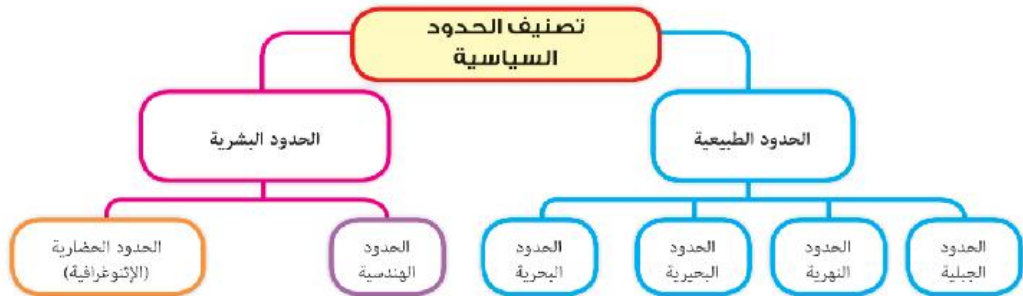 تصنيف الحدود
السياسية
الحدود الطبيعية
الحدود البشرية
الحدود
الجبلية
الحدود
النهرية
الحدود
البحيرية
الحدود
البحرية
الحدود
الهندسية
الحدود الحضارية
(الإثنوغرافية)